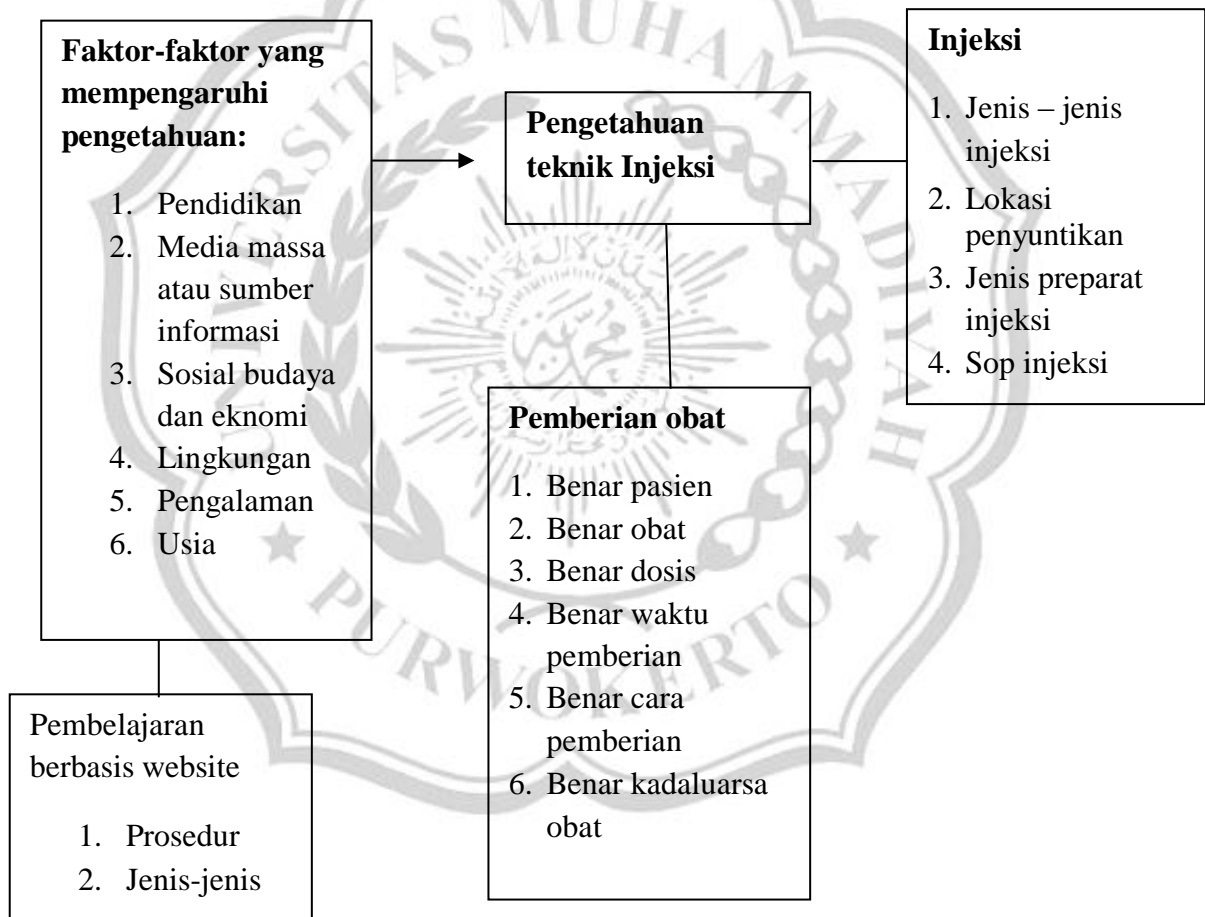 Faktor-faktor yang
mempengaruhi
pengetahuan:
1. Pendidikan
2. Media massa
atau sumber
informasi
3. Sosial budaya
dan eknomi
4. Lingkungan
5. Pengalaman
6. Usia
Pembelajaran
berbasis website
1. Prosedur
2. Jenis-jenis
Pengetahuan
teknik Injeksi
Pemberian obat
1. Benar pasien
2. Benar obat
3. Benar dosis
4. Benar waktu
pemberian
5. Benar cara
pemberian
6. Benar kadaluarsa
obat
Injeksi
1. Jenis – jenis
injeksi
2. Lokasi
penyuntikan
3. Jenis preparat
injeksi
4. Sop injeksi
UNIVERSITAS MUHAMMADIYAH
PURWOKERTO